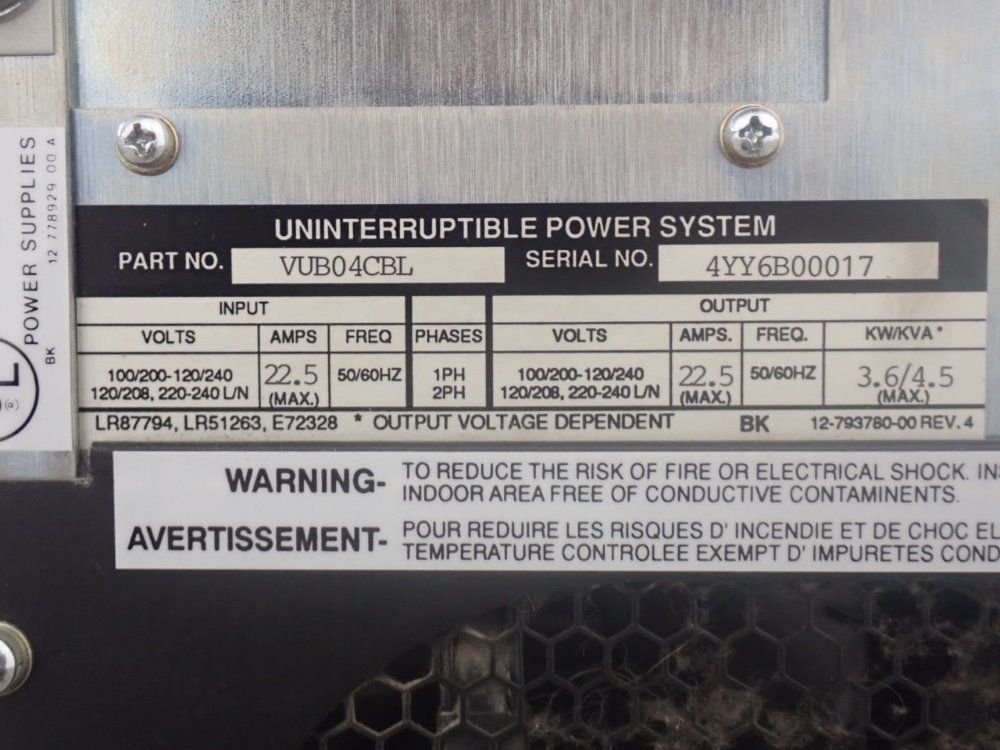 POWER SUPPLIES
12 778929 00 A
BK
UNINTERRUPTIBLE POWER SYSTEM
PART NO. VUB04CBL SERIAL NO. 4YY6B00017
INPUT OUTPUT
VOLTS AMPS FREQ PHASES VOLTS AMPS. FREQ. KW/KVA*
100/200-120/240 22.5 50/60HZ 1PH 100/200-120/240 22.5 50/60HZ 3.6/4.5
120/208, 220-240 L/N (MAX.) 2PH 120/208, 220-240 L/N (MAX.) (MAX.)
LR87794, LR51263, E72328 * OUTPUT VOLTAGE DEPENDENT BK 12-793780-00 REV. 4
WARNING- TO REDUCE THE RISK OF FIRE OR ELECTRICAL SHOCK. IN
INDOOR AREA FREE OF CONDUCTIVE CONTAMINENTS.
AVERTISSEMENT- POUR REDUIRE LES RISQUES D' INCENDIE ET DE CHOC EL
TEMPERATURE CONTROLEE EXEMPT D' IMPURETES COND